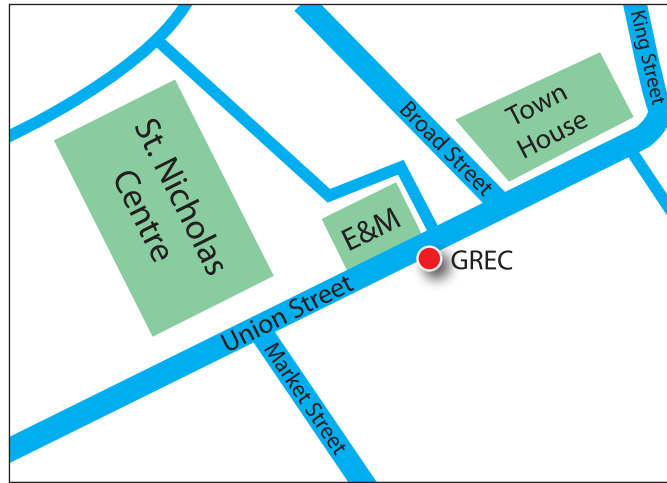 King Street
Broad Street
Town
House
St. Nicholas
Centre
E&M
GREC
Union Street
Market Street